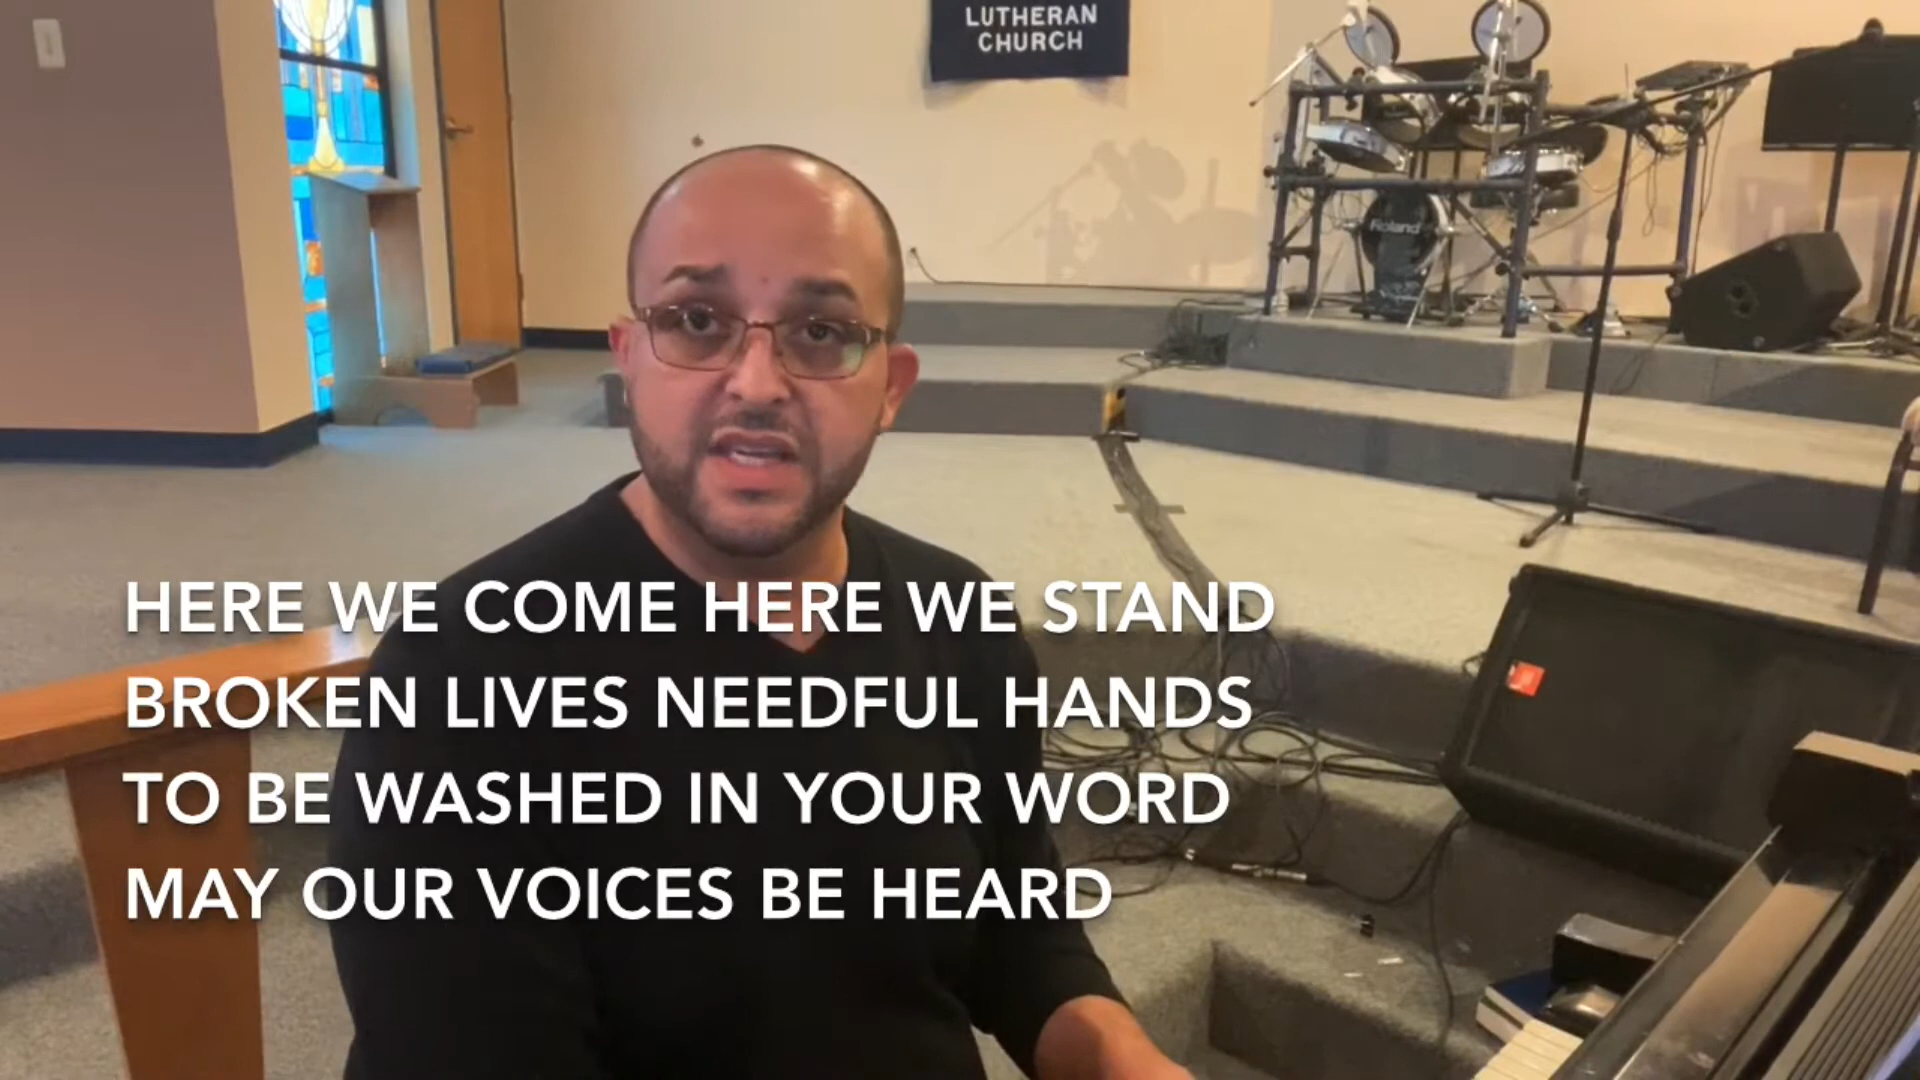 LUTHERAN
CHURCH
Roland
HERE WE COME HERE WE STAND
BROKEN LIVES NEEDFUL HANDS
TO BE WASHED IN YOUR WORD
MAY OUR VOICES BE HEARD